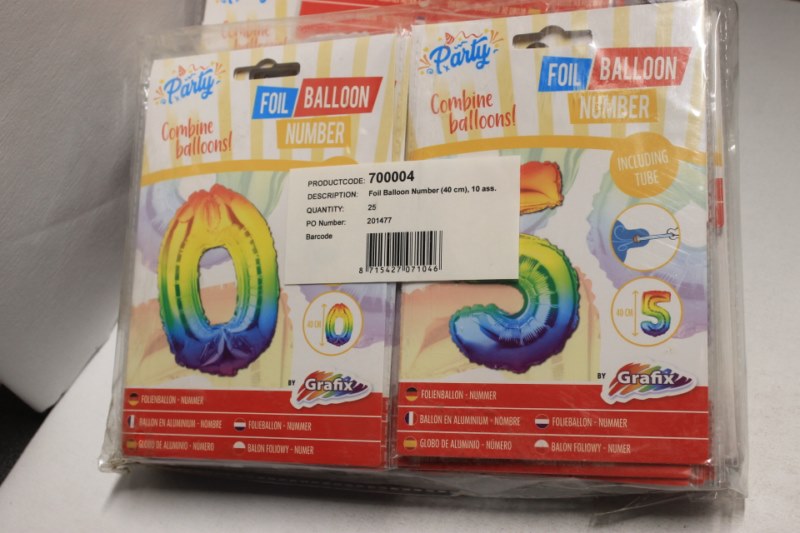 Party
FOIL BALLOON
NUMBER
Combine
balloons!
40 CM
BY Grafix
FOLIENBALLON - NUMMER
BALLON EN ALUMINIUM - NOMBRE
FOLIEBALLON - NUMMER
GLOBO DE ALUMINIO - NÚMERO
BALON FOLIOWY - NUMER
PRODUCTCODE: 700004
DESCRIPTION: Foil Balloon Number (40 cm), 10 ass.
QUANTITY: 25
PO Number: 201477
Barcode
8 715427 071046
Party
FOIL BALLOON
NUMBER
Combine
balloons!
INCLUDING
TUBE
40 CM
5
BY Grafix
FOLIENBALLON - NUMMER
BALLON EN ALUMINIUM - NOMBRE
FOLIEBALLON - NUMMER
GLOBO DE ALUMINIO - NÚMERO
BALON FOLIOWY - NUMER